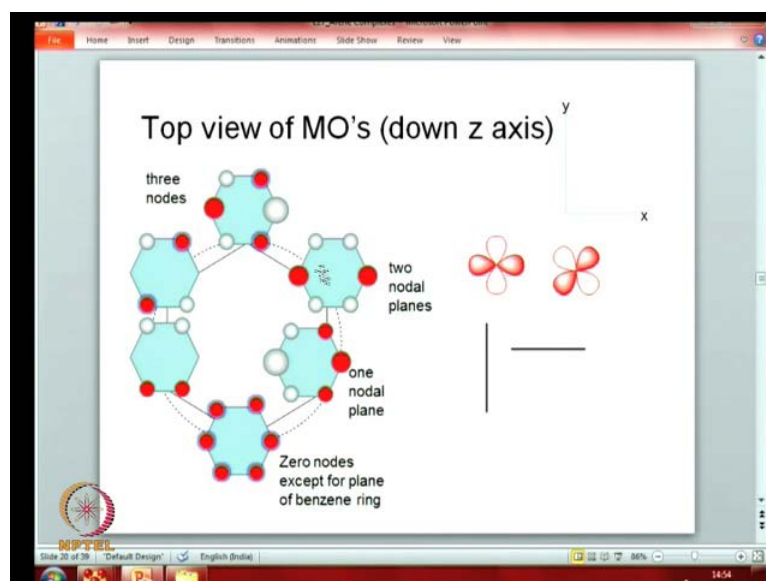 File Home Insert Design Transitions Animations Slide Show Review View
Top view of MO's (down z axis)
y
x
three
nodes
two
nodal
planes
one
nodal
plane
Zero nodes
except for plane
of benzene ring
NPTEL
Slide 20 of 39 "Default Design" English (India) 86%
14:54